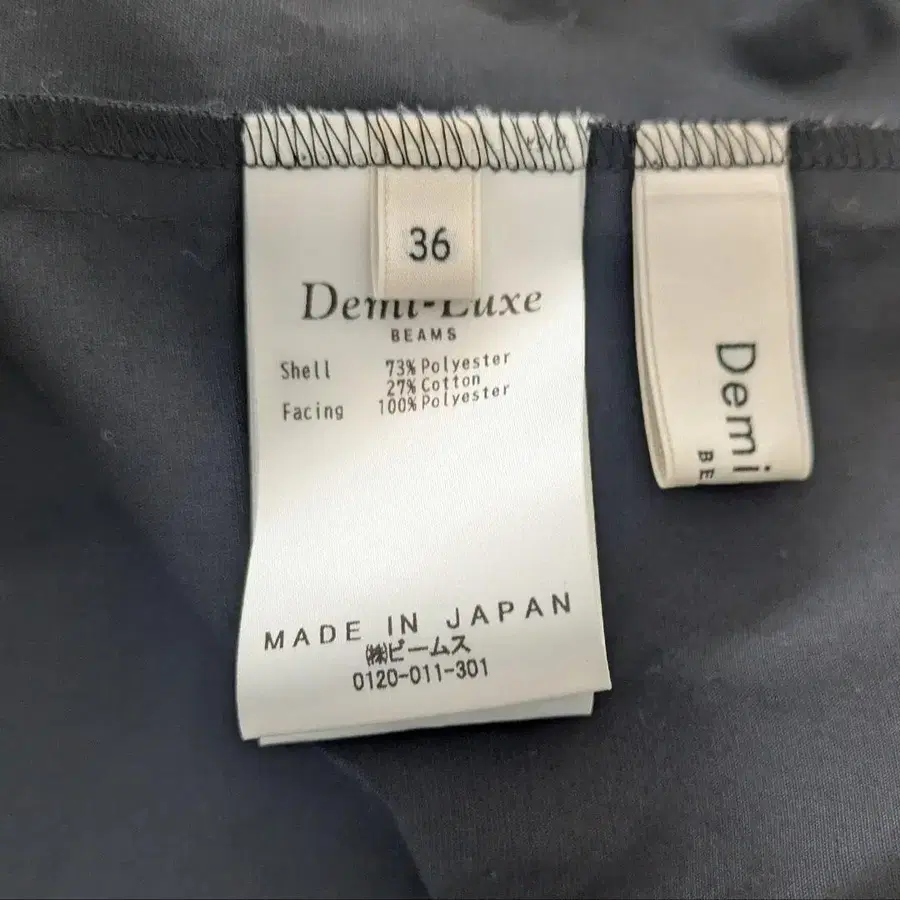 36
Demi-Luxe
BEAMS
Shell 73% Polyester
27% Cotton
Facing 100% Polyester
MADE IN JAPAN
㈱ビームス
0120-011-301
Demi
BE